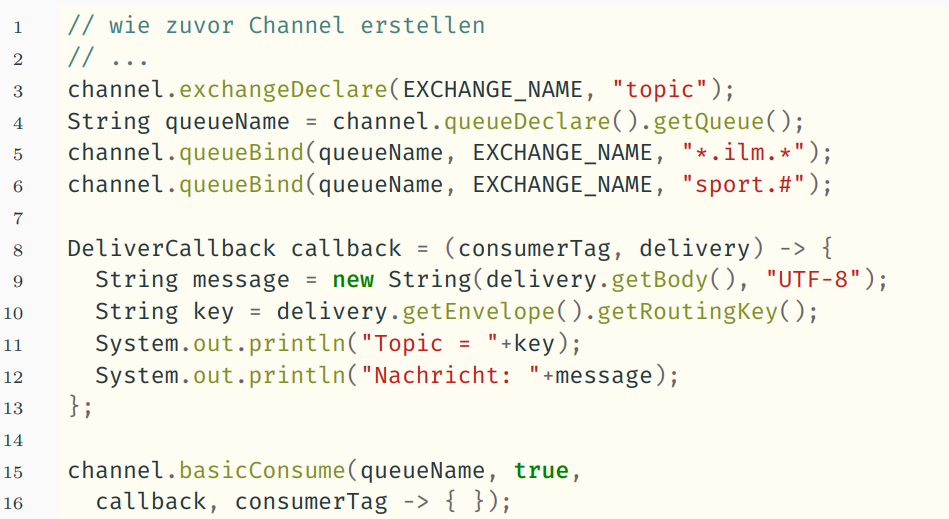 1 // wie zuvor Channel erstellen
2 // ...
3 channel.exchangeDeclare(EXCHANGE_NAME, "topic");
4 String queueName = channel.queueDeclare().getQueue();
5 channel.queueBind(queueName, EXCHANGE_NAME, "*.ilm.*");
6 channel.queueBind(queueName, EXCHANGE_NAME, "sport.#");
7
8 DeliverCallback callback = (consumerTag, delivery) -> {
9   String message = new String(delivery.getBody(), "UTF-8");
10   String key = delivery.getEnvelope().getRoutingKey();
11   System.out.println("Topic = "+key);
12   System.out.println("Nachricht: "+message);
13 };
14
15 channel.basicConsume(queueName, true,
16   callback, consumerTag -> { });